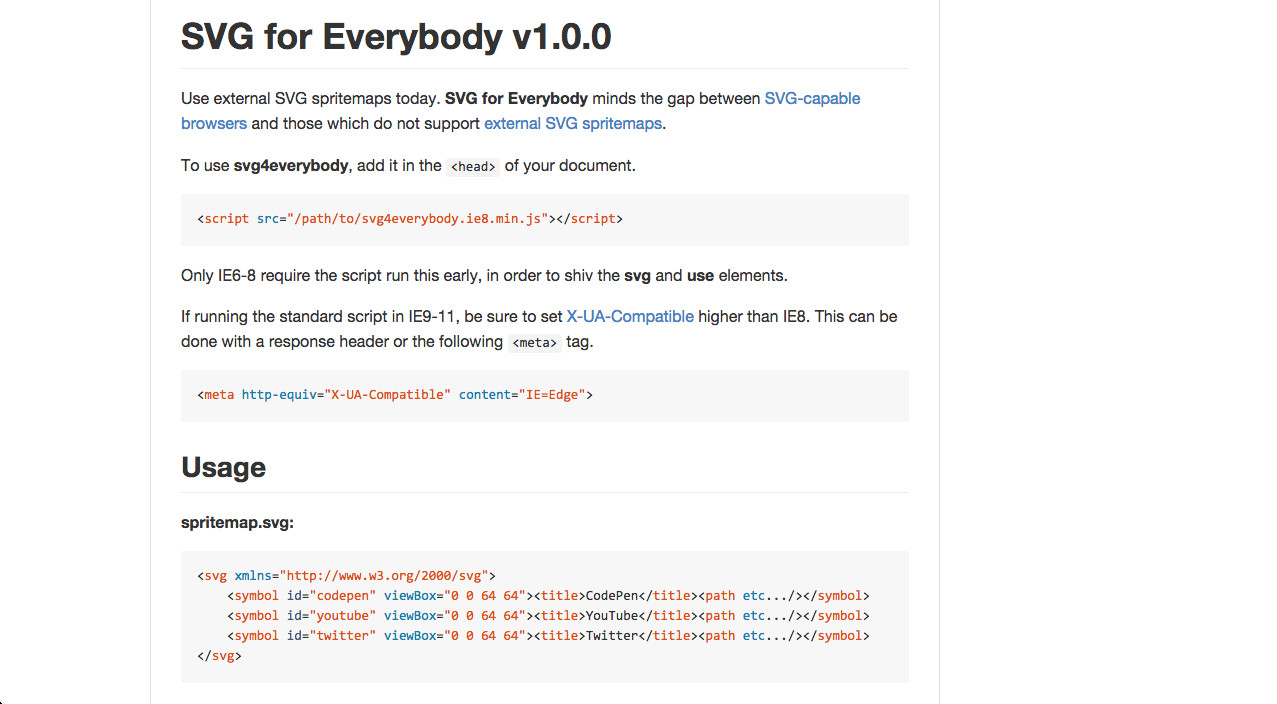 SVG for Everybody v1.0.0
Use external SVG spritemaps today. SVG for Everybody minds the gap between SVG-capable
browsers and those which do not support external SVG spritemaps.
To use svg4everybody, add it in the <head> of your document.
<script src="/path/to/svg4everybody.ie8.min.js"></script>
Only IE6-8 require the script run this early, in order to shiv the svg and use elements.
If running the standard script in IE9-11, be sure to set X-UA-Compatible higher than IE8. This can be
done with a response header or the following <meta> tag.
<meta http-equiv="X-UA-Compatible" content="IE=Edge">
Usage
spritemap.svg:
<svg xmlns="http://www.w3.org/2000/svg">
    <symbol id="codepen" viewBox="0 0 64 64"><title>CodePen</title><path etc.../></symbol>
    <symbol id="youtube" viewBox="0 0 64 64"><title>YouTube</title><path etc.../></symbol>
    <symbol id="twitter" viewBox="0 0 64 64"><title>Twitter</title><path etc.../></symbol>
</svg>